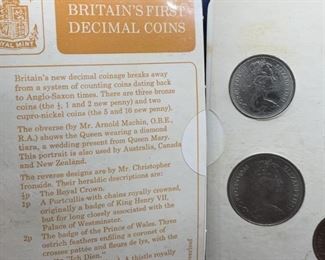 ROYAL MINT
BRITAIN'S FIRST
DECIMAL COINS
Britain's new decimal coinage breaks away
from a system of counting coins dating back
to Anglo-Saxon times. There are three bronze
coins (the ½, 1 and 2 new penny) and two
cupro-nickel coins (the 5 and 10 new penny).
The obverse (by Mr. Arnold Machin, O.B.E.,
R.A.) shows the Queen wearing a diamond
tiara, a wedding present from Queen Mary.
This portrait is also used by Australia, Canada
and New Zealand.
The reverse designs are by Mr. Christopher
Ironside. Their heraldic descriptions are:
½p The Royal Crown.
1p A Portcullis with chains royally crowned,
originally a badge of King Henry VII,
but for long closely associated with the
Palace of Westminster.
2p The badge of the Prince of Wales. Three
ostrich feathers enfiling a coronet of
crosses pattée and fleurs de lys, with the
"Ich Dien."
A thistle royally